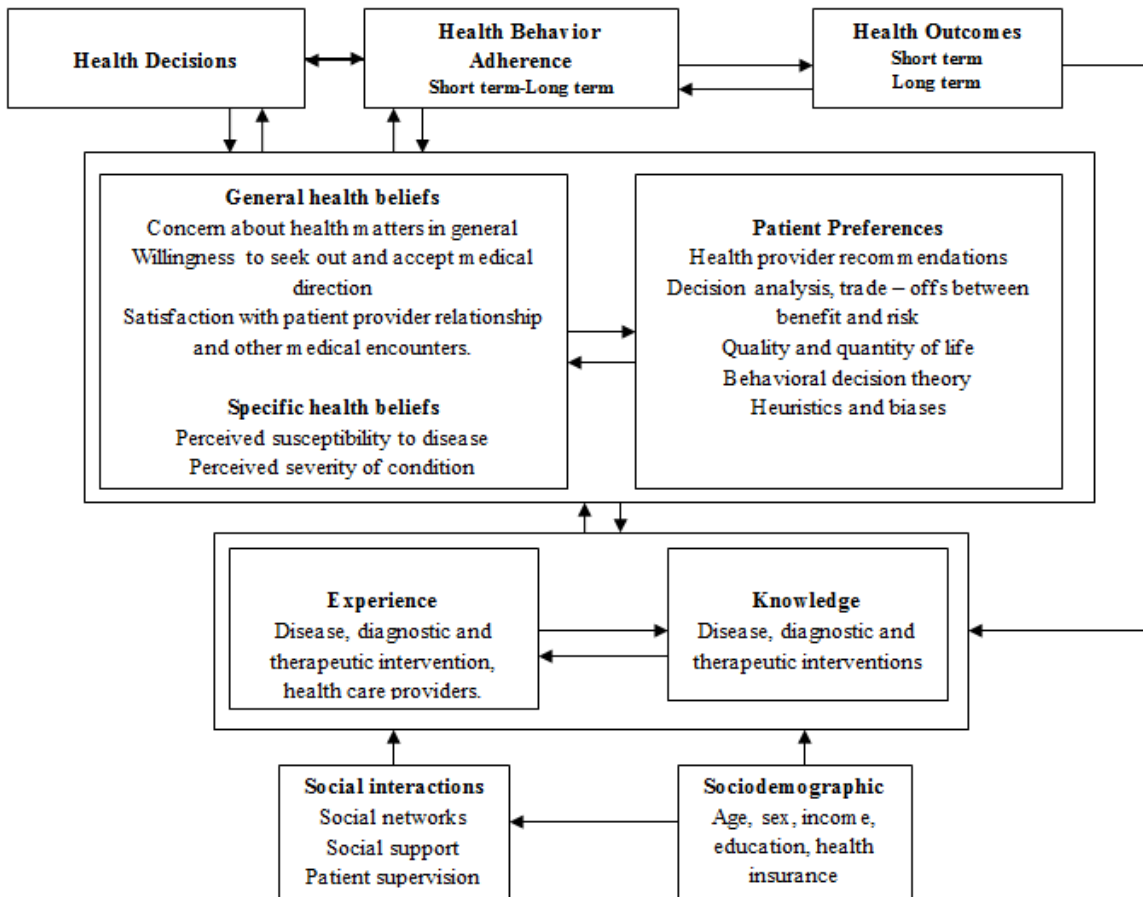 Health Decisions
Health Behavior
Adherence
Short term-Long term
Health Outcomes
Short term
Long term
General health beliefs
Concern about health matters in general
Willingness to seek out and accept medical
direction
Satisfaction with patient provider relationship
and other medical encounters.
Specific health beliefs
Perceived susceptibility to disease
Perceived severity of condition
Patient Preferences
Health provider recommendations
Decision analysis, trade – offs between
benefit and risk
Quality and quantity of life
Behavioral decision theory
Heuristics and biases
Experience
Disease, diagnostic and
therapeutic intervention,
health care providers.
Knowledge
Disease, diagnostic and
therapeutic interventions
Social interactions
Social networks
Social support
Patient supervision
Sociodemographic
Age, sex, income,
education, health
insurance